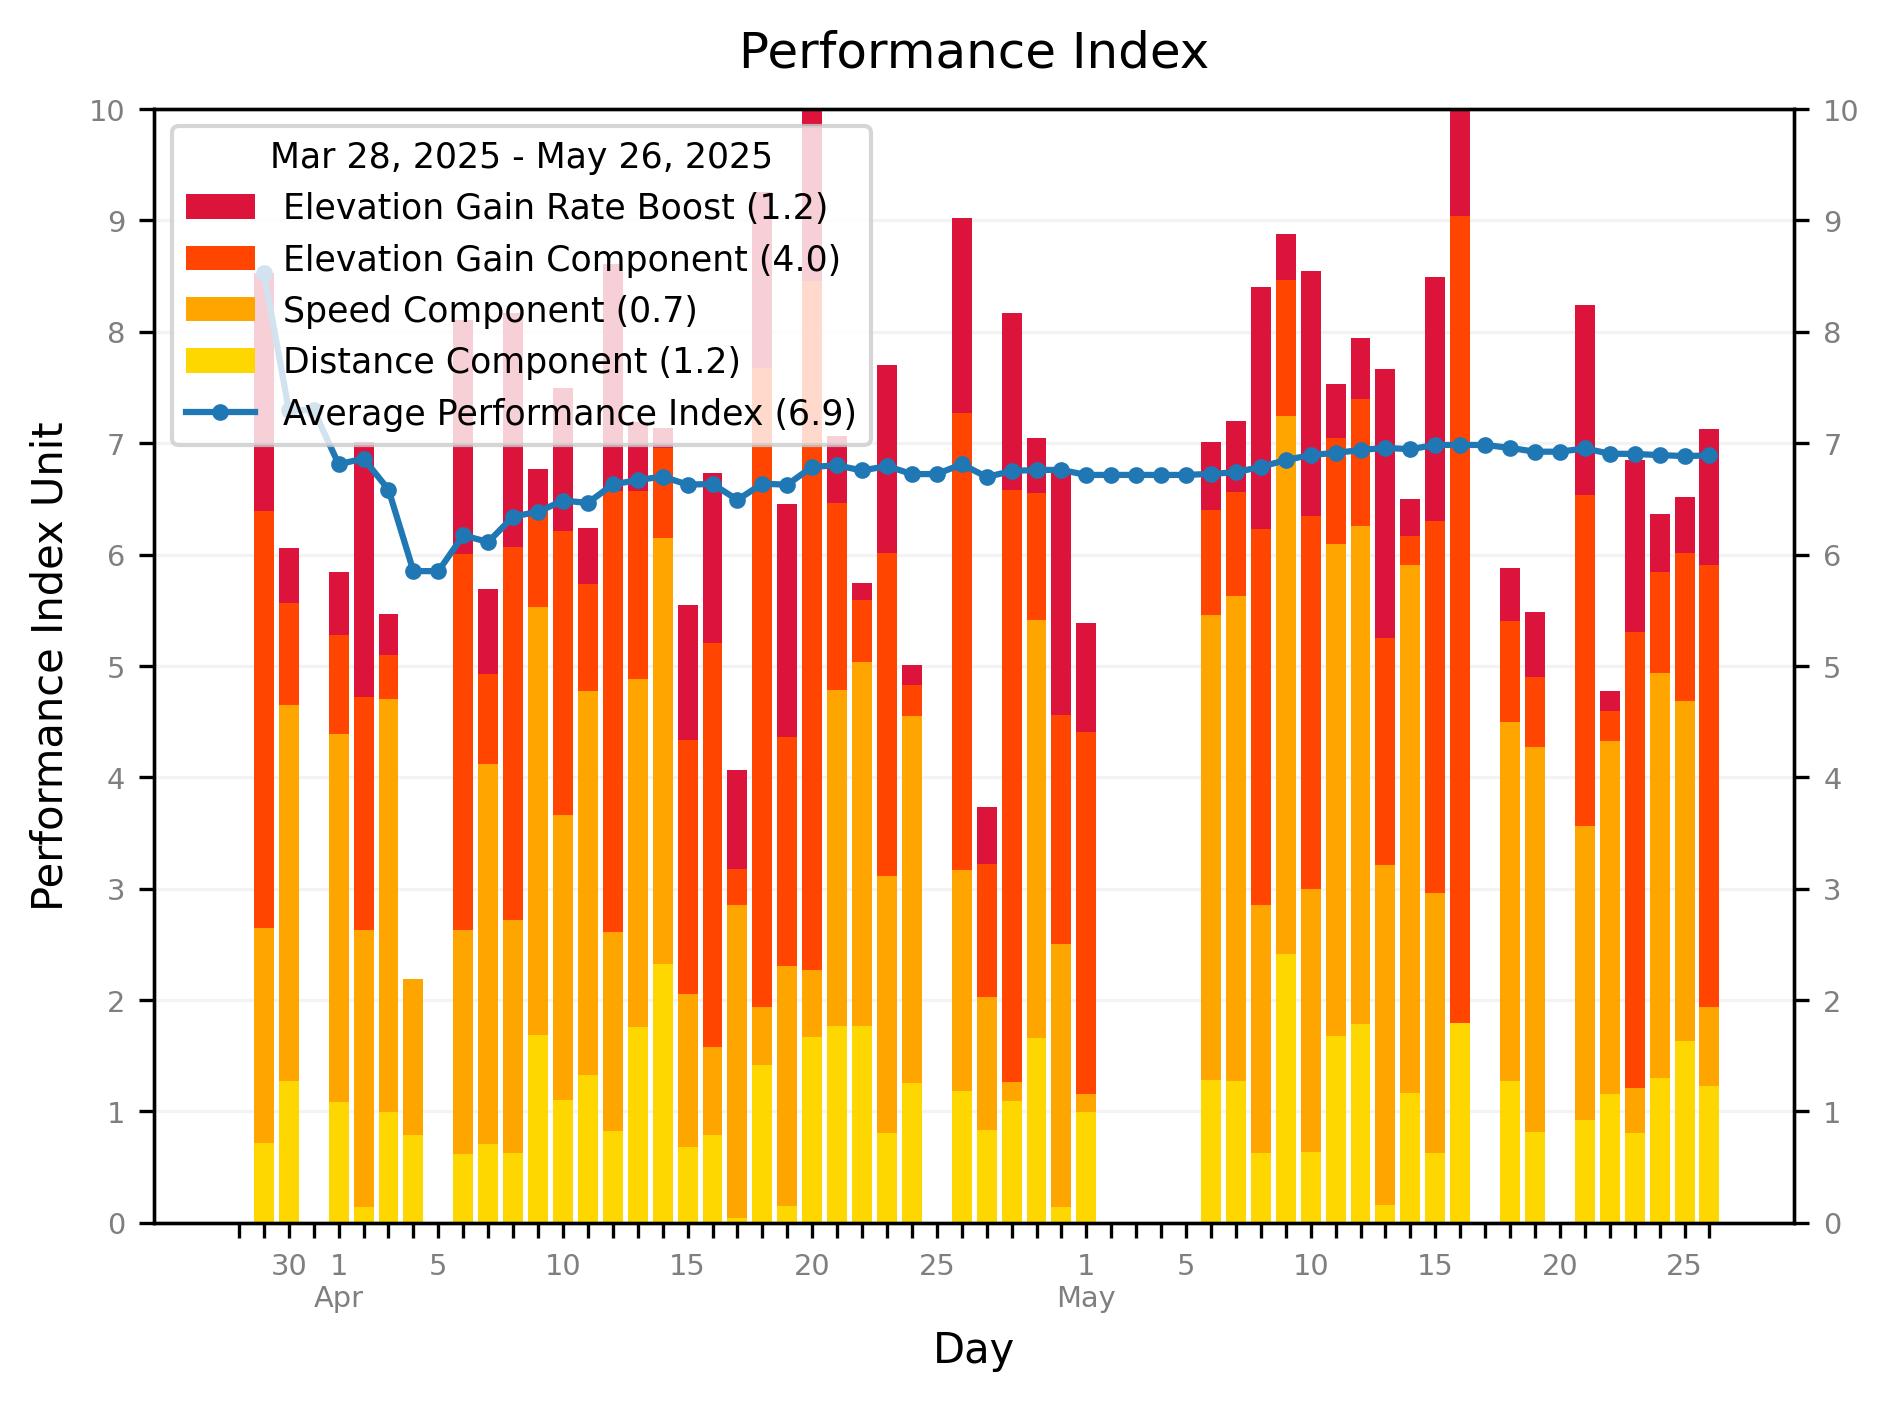 Performance Index
Mar 28, 2025 - May 26, 2025
Elevation Gain Rate Boost (1.2)
Elevation Gain Component (4.0)
Speed Component (0.7)
Distance Component (1.2)
Average Performance Index (6.9)
Performance Index Unit
10
9
8
7
6
5
4
3
2
1
0
10
9
8
7
6
5
4
3
2
1
0
30 1 5 10 15 20 25 1 5 10 15 20 25
Apr May
Day